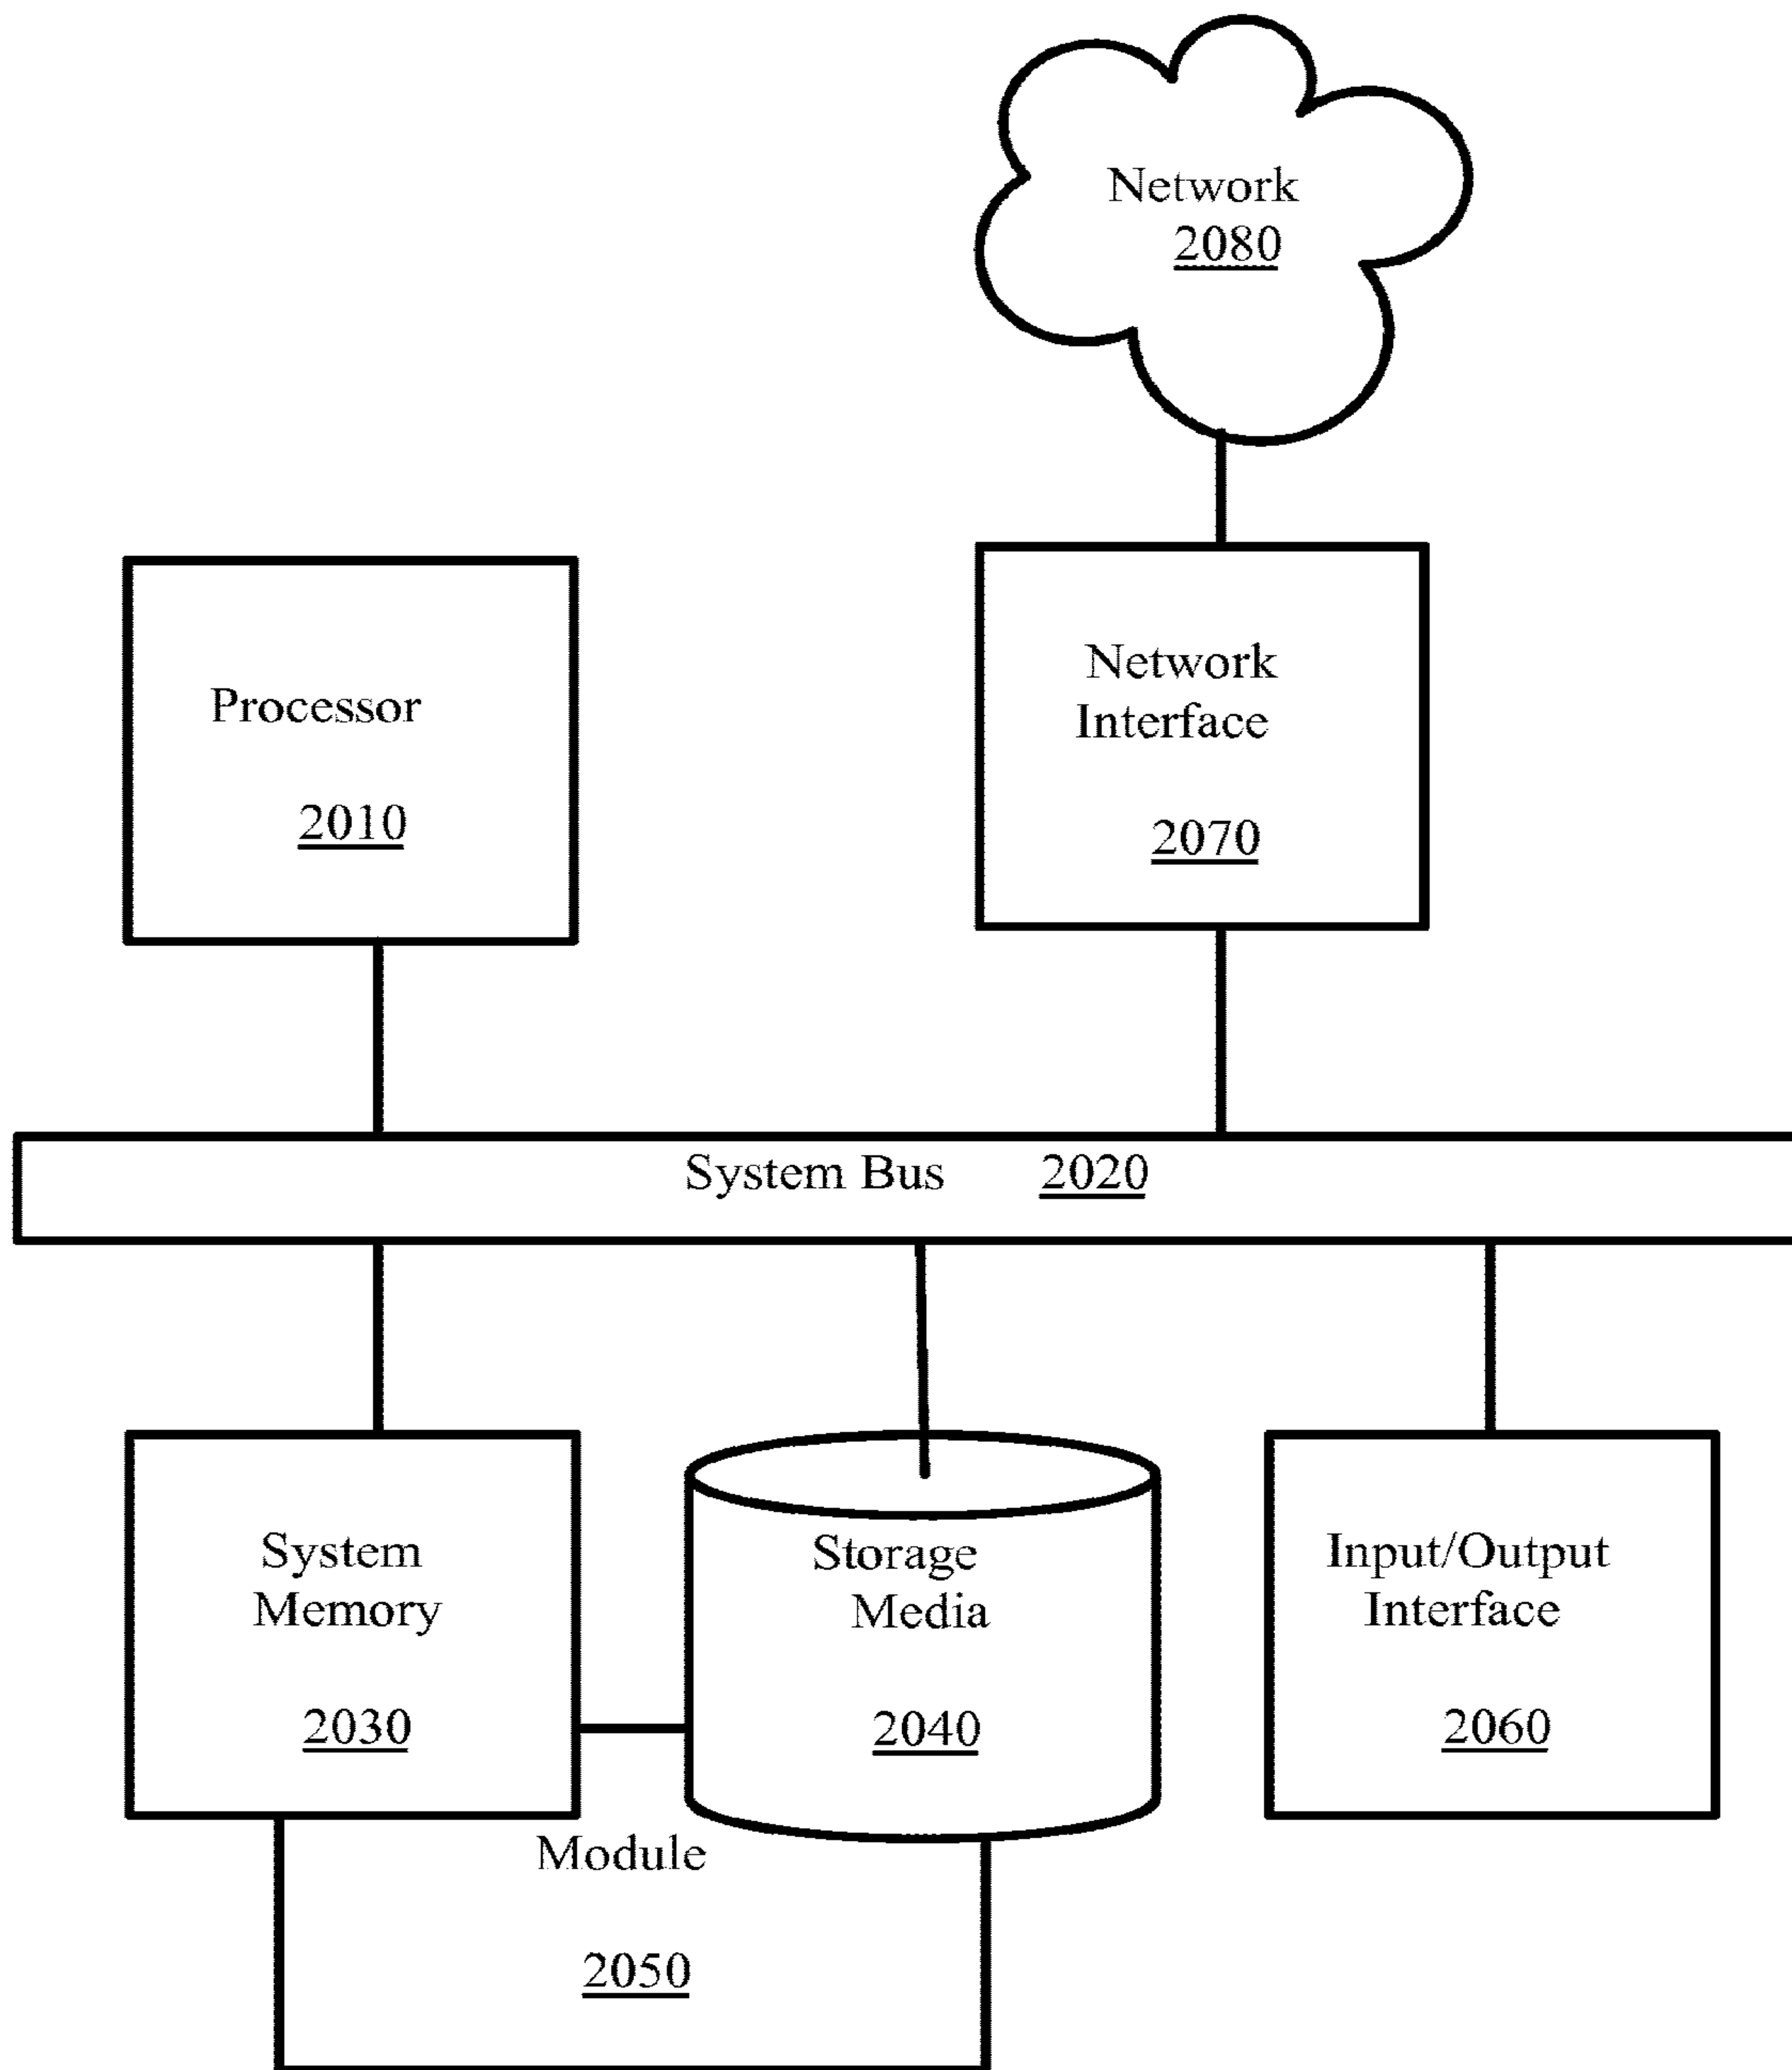 Network
2080
Processor
2010
Network
Interface
2070
System Bus 2020
System
Memory
2030
Storage
Media
2040
Input/Output
Interface
2060
Module
2050